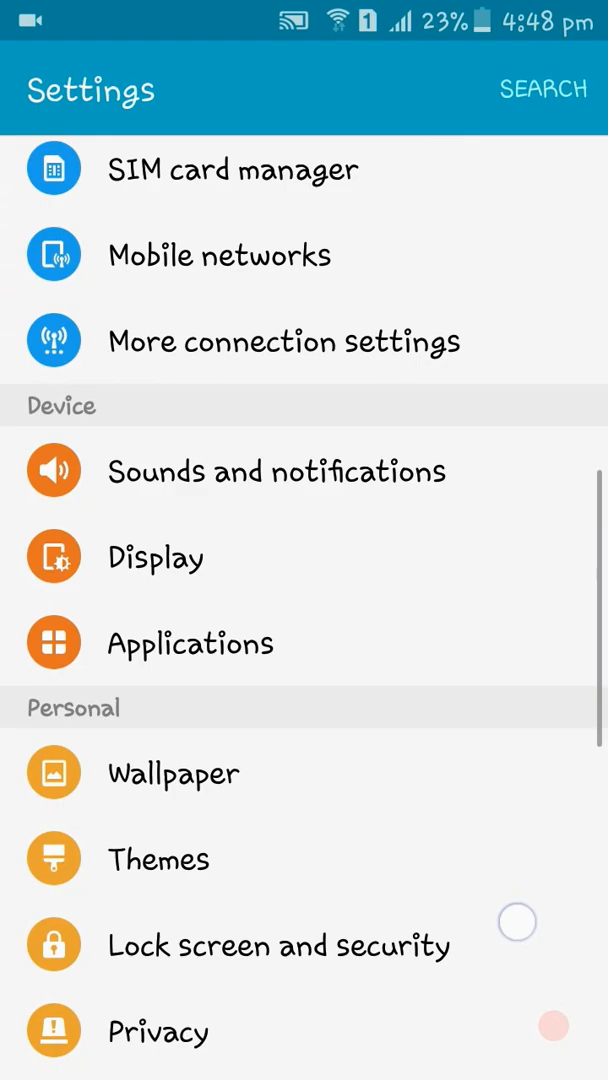 1 23% 4:48 pm
Settings SEARCH
SIM card manager
Mobile networks
More connection settings
Device
Sounds and notifications
Display
Applications
Personal
Wallpaper
Themes
Lock screen and security
Privacy